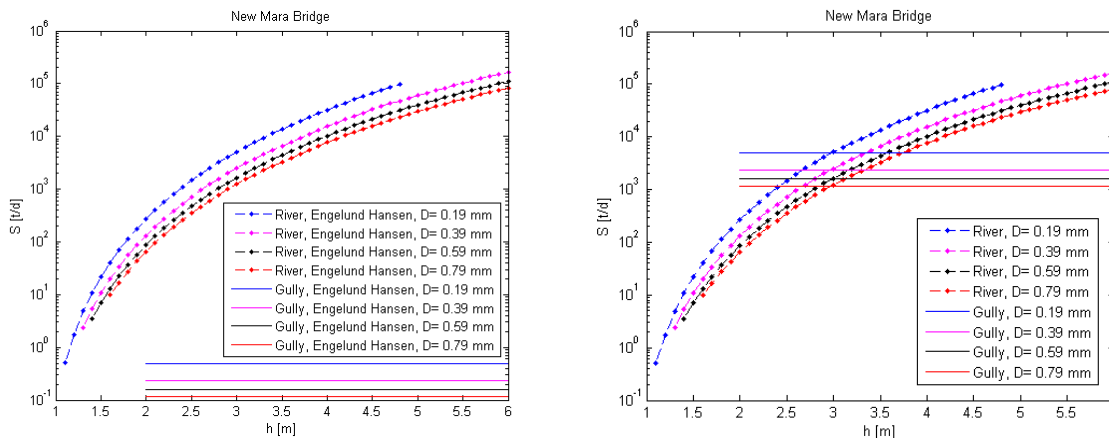 New Mara Bridge
10^6
10^5
10^4
10^3
10^2
10^1
10^0
10^-1
S [t/d]
1 1.5 2 2.5 3 3.5 4 4.5 5 5.5 6
h [m]
River, Engelund Hansen, D= 0.19 mm
River, Engelund Hansen, D= 0.39 mm
River, Engelund Hansen, D= 0.59 mm
River, Engelund Hansen, D= 0.79 mm
Gully, Engelund Hansen, D= 0.19 mm
Gully, Engelund Hansen, D= 0.39 mm
Gully, Engelund Hansen, D= 0.59 mm
Gully, Engelund Hansen, D= 0.79 mm
New Mara Bridge
10^6
10^5
10^4
10^3
10^2
10^1
10^0
10^-1
S [t/d]
1 1.5 2 2.5 3 3.5 4 4.5 5 5.5
h [m]
River, D= 0.19 mm
River, D= 0.39 mm
River, D= 0.59 mm
River, D= 0.79 mm
Gully, D= 0.19 mm
Gully, D= 0.39 mm
Gully, D= 0.59 mm
Gully, D= 0.79 mm